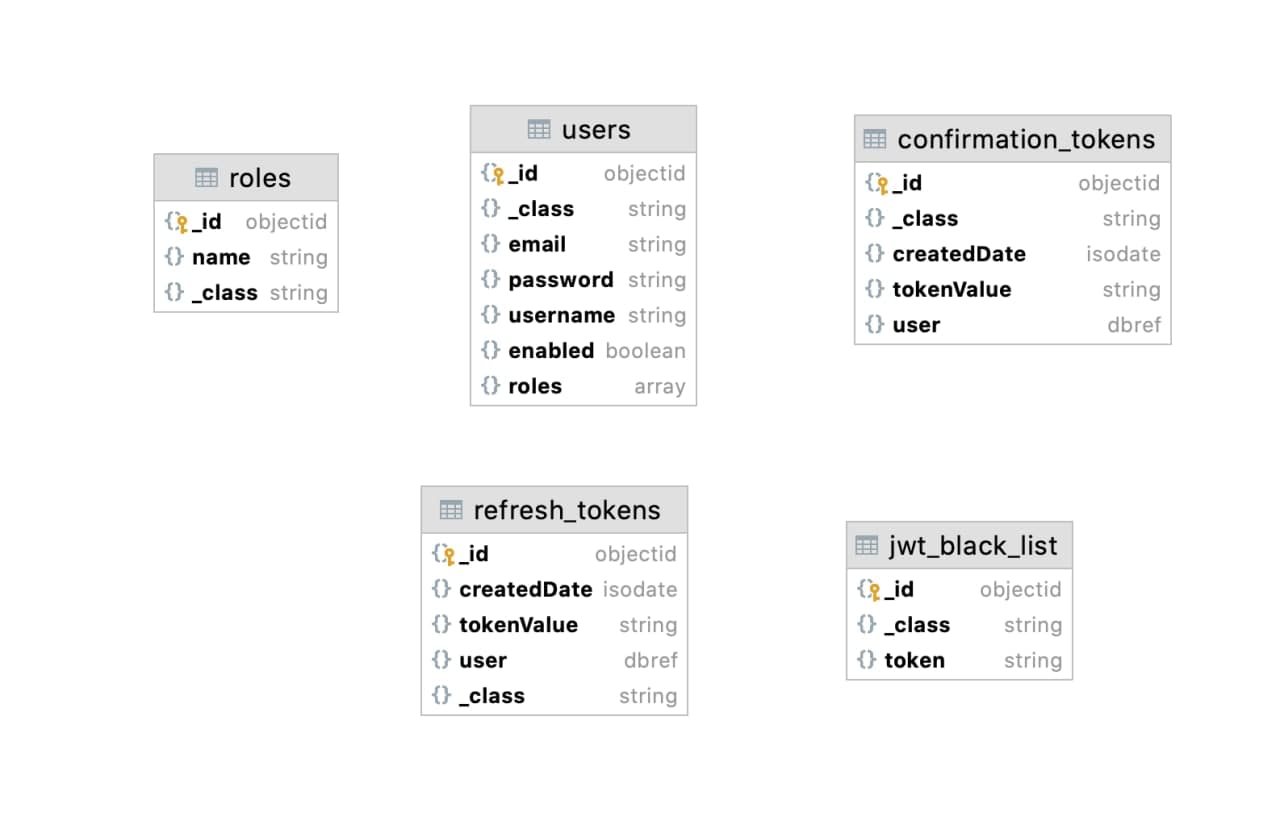 roles
_id objectid
name string
_class string
users
_id objectid
_class string
email string
password string
username string
enabled boolean
roles array
confirmation_tokens
_id objectid
_class string
createdDate isodate
tokenValue string
user dbref
refresh_tokens
_id objectid
createdDate isodate
tokenValue string
user dbref
_class string
jwt_black_list
_id objectid
_class string
token string